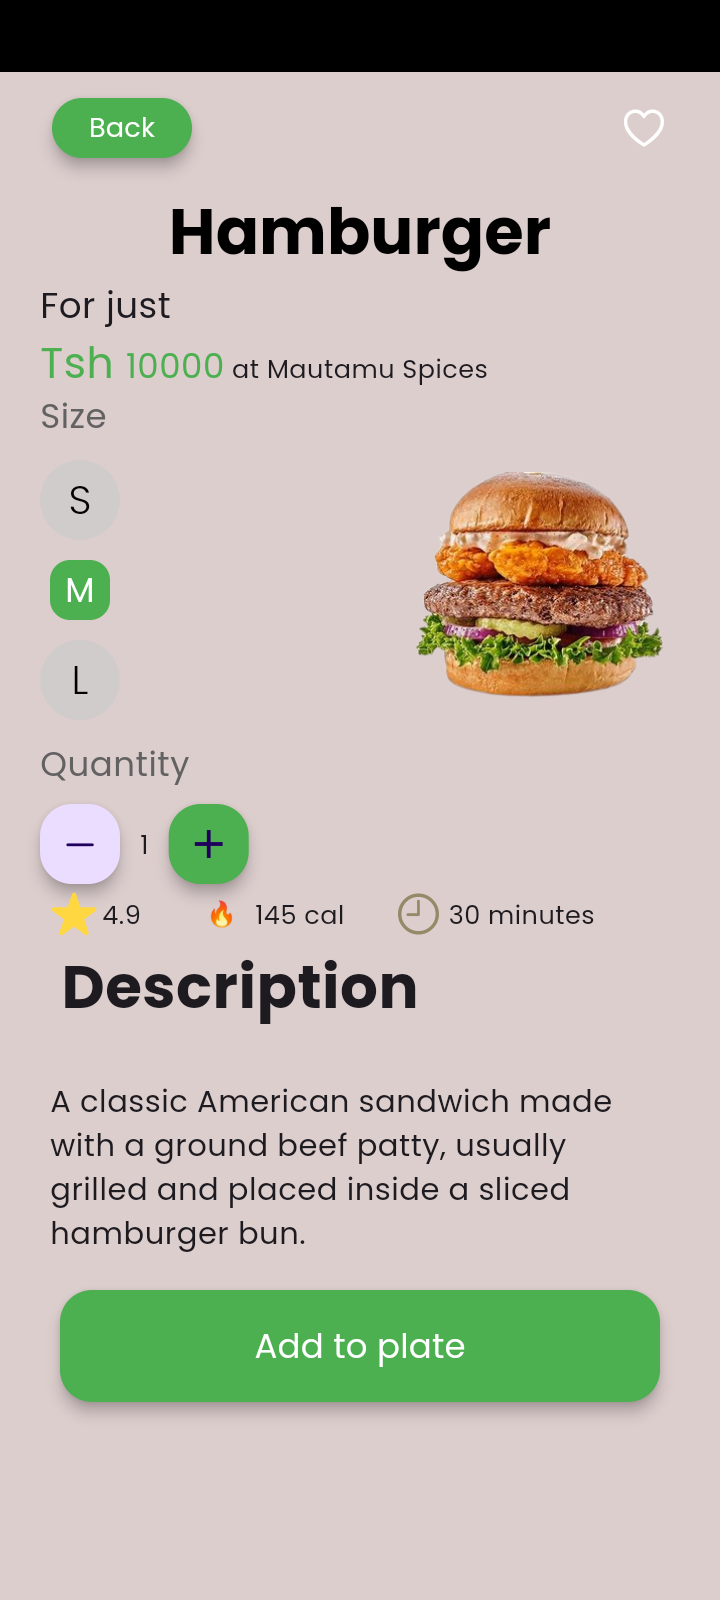 Back
Hamburger
For just
Tsh 10000 at Mautamu Spices
Size
S
M
L
Quantity
1
4.9 145 cal 30 minutes
Description
A classic American sandwich made
with a ground beef patty, usually
grilled and placed inside a sliced
hamburger bun.
Add to plate